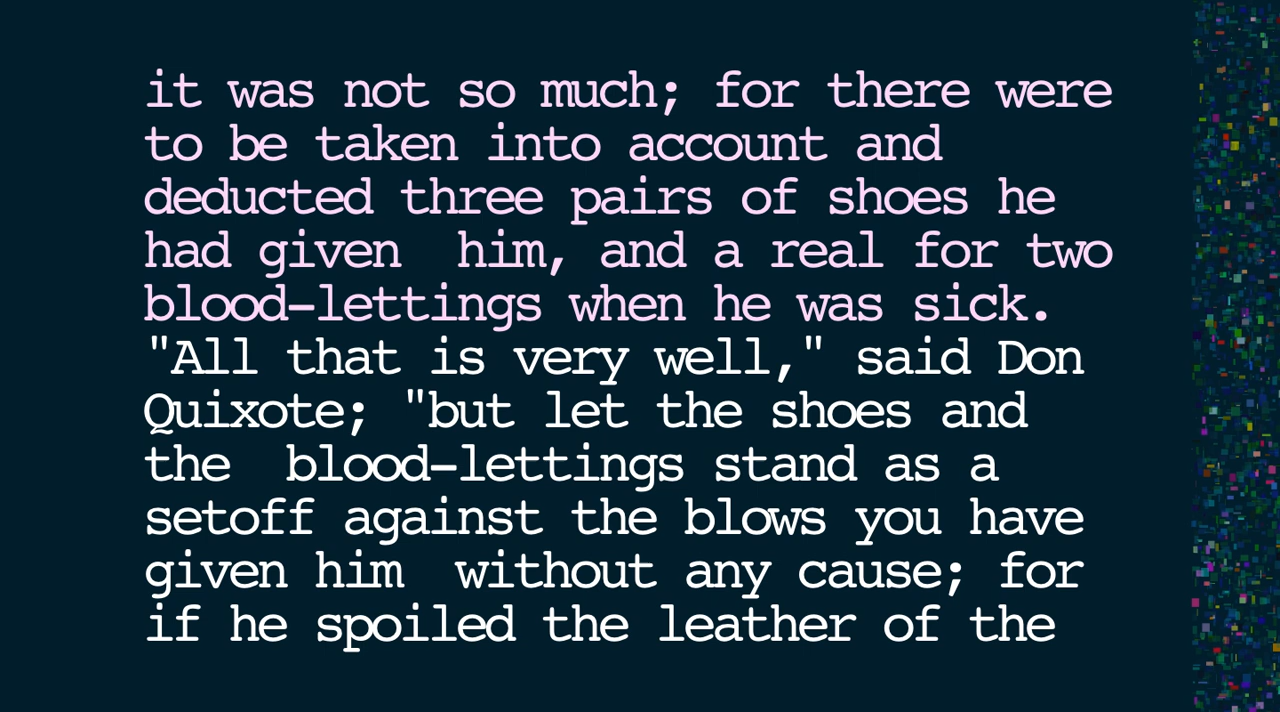 it was not so much; for there were
to be taken into account and
deducted three pairs of shoes he
had given  him, and a real for two
blood-lettings when he was sick.
"All that is very well," said Don
Quixote; "but let the shoes and
the  blood-lettings stand as a
setoff against the blows you have
given him  without any cause; for
if he spoiled the leather of the